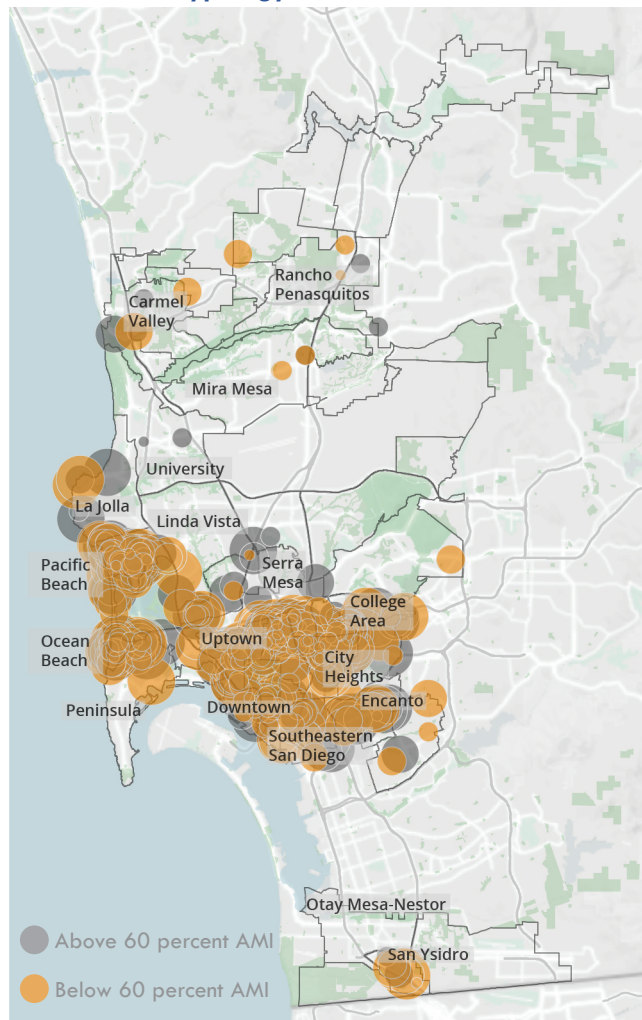 Rancho
Penasquitos
Carmel
Valley
Mira Mesa
University
La Jolla
Linda Vista
Pacific
Beach
Serra
Mesa
College
Area
Ocean
Beach
Uptown
City
Heights
Peninsula
Downtown
Encanto
Southeastern
San Diego
Otay Mesa-Nestor
Above 60 percent AMI
San Ysidro
Below 60 percent AMI